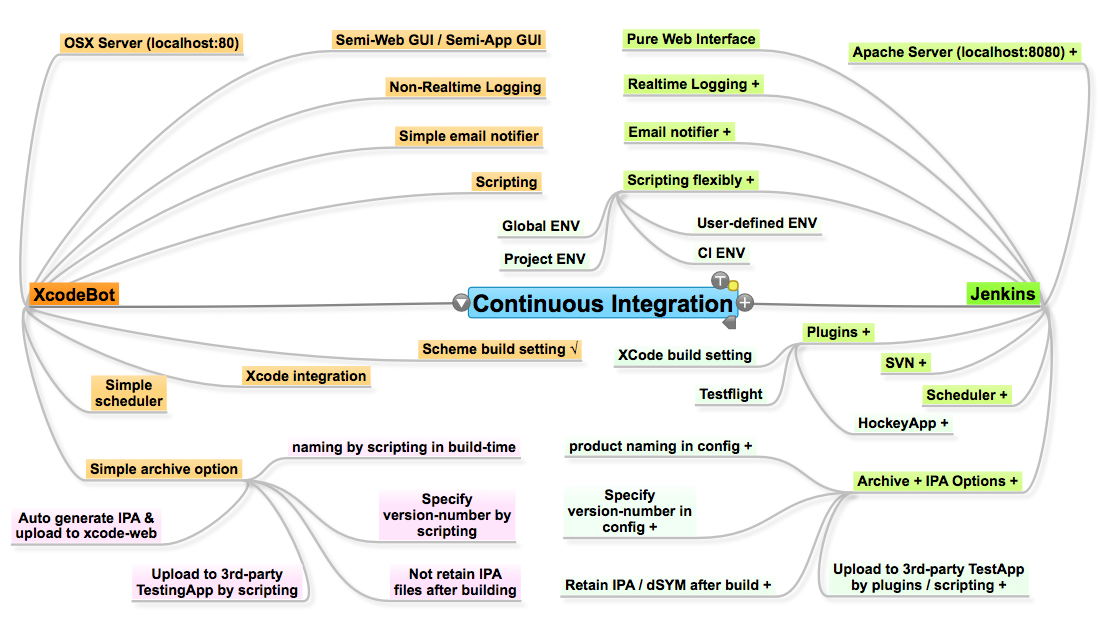 OSX Server (localhost:80)
Semi-Web GUI / Semi-App GUI
Pure Web Interface
Apache Server (localhost:8080) +
Non-Realtime Logging
Realtime Logging +
Simple email notifier
Email notifier +
Scripting
Scripting flexibly +
Global ENV
User-defined ENV
Project ENV
CI ENV
XcodeBot
T
Continuous Integration
Jenkins
Plugins +
Scheme build setting √
XCode build setting
SVN +
Xcode integration
Simple
scheduler
Testflight
Scheduler +
HockeyApp +
naming by scripting in build-time
product naming in config +
Simple archive option
Archive + IPA Options +
Specify
version-number by
scripting
Specify
version-number in
config +
Auto generate IPA &
upload to xcode-web
Upload to 3rd-party
TestingApp by scripting
Not retain IPA
files after building
Retain IPA / dSYM after build +
Upload to 3rd-party TestApp
by plugins / scripting +